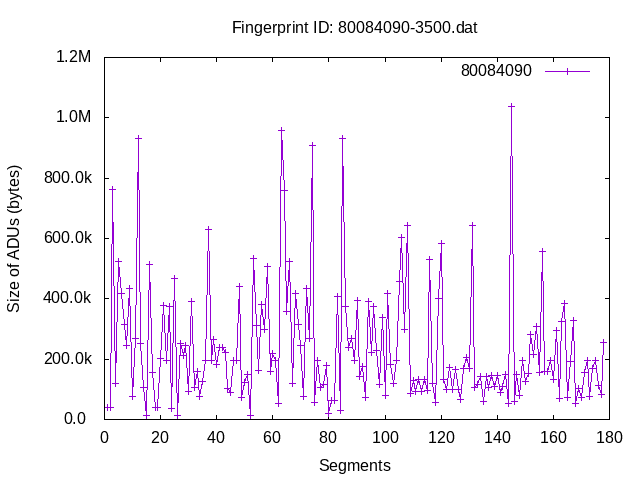 Fingerprint ID: 80084090-3500.dat
80084090
1.2M
1.0M
800.0k
600.0k
400.0k
200.0k
0.0
Size of ADUs (bytes)
0 20 40 60 80 100 120 140 160 180
Segments